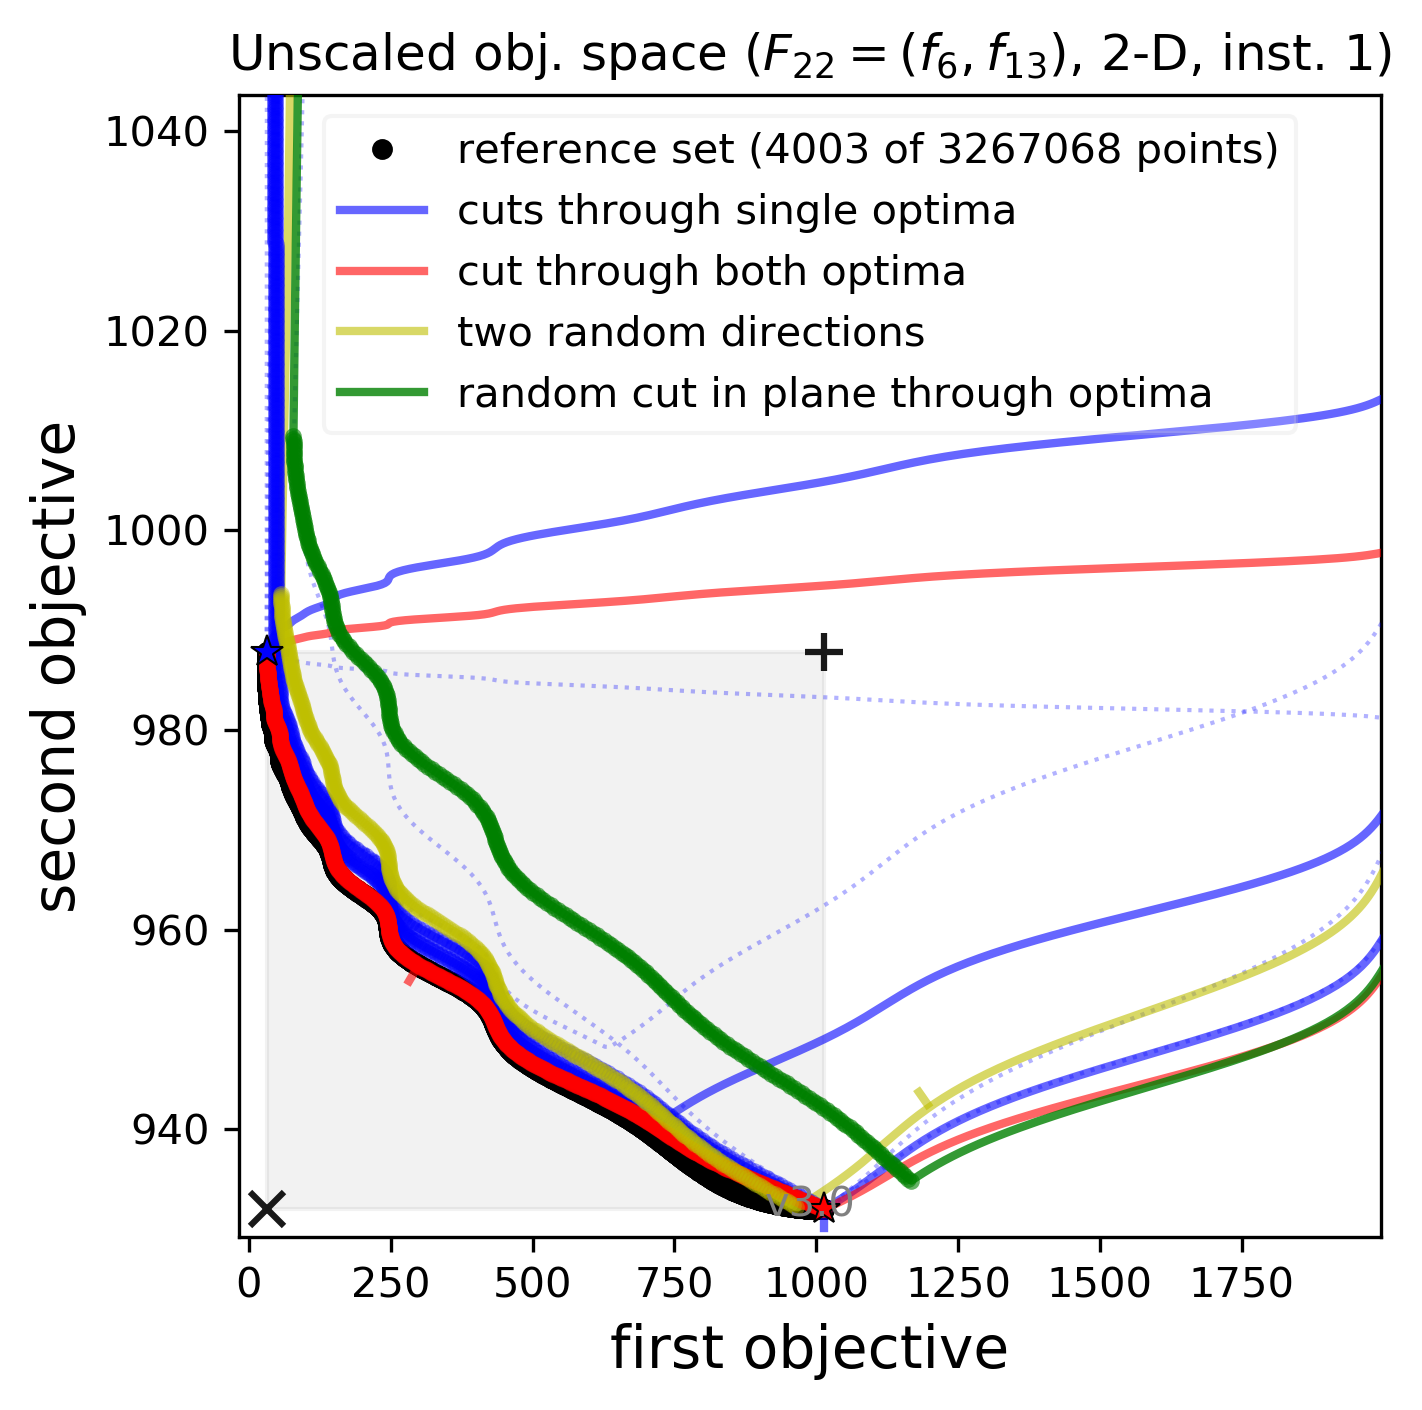 Unscaled obj. space (F₂₂ = (f₆, f₁₃), 2-D, inst. 1)
1040
1020
1000
980
960
940
second objective
reference set (4003 of 3267068 points)
cuts through single optima
cut through both optima
two random directions
random cut in plane through optima
v3.0
0 250 500 750 1000 1250 1500 1750
first objective